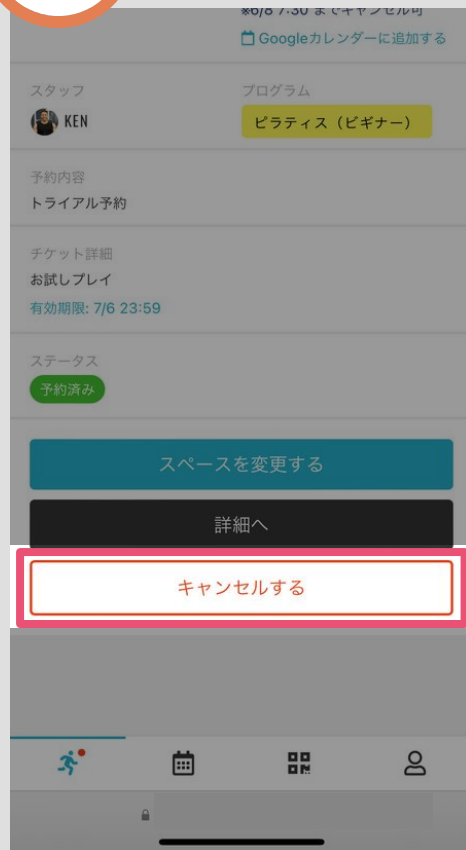 ※6/8 7:30 までキャンセル可
Googleカレンダーに追加する
スタッフ
プログラム
KEN
ピラティス（ビギナー）
予約内容
トライアル予約
チケット詳細
お試しプレイ
有効期限: 7/6 23:59
ステータス
予約済み
スペースを変更する
詳細へ
キャンセルする